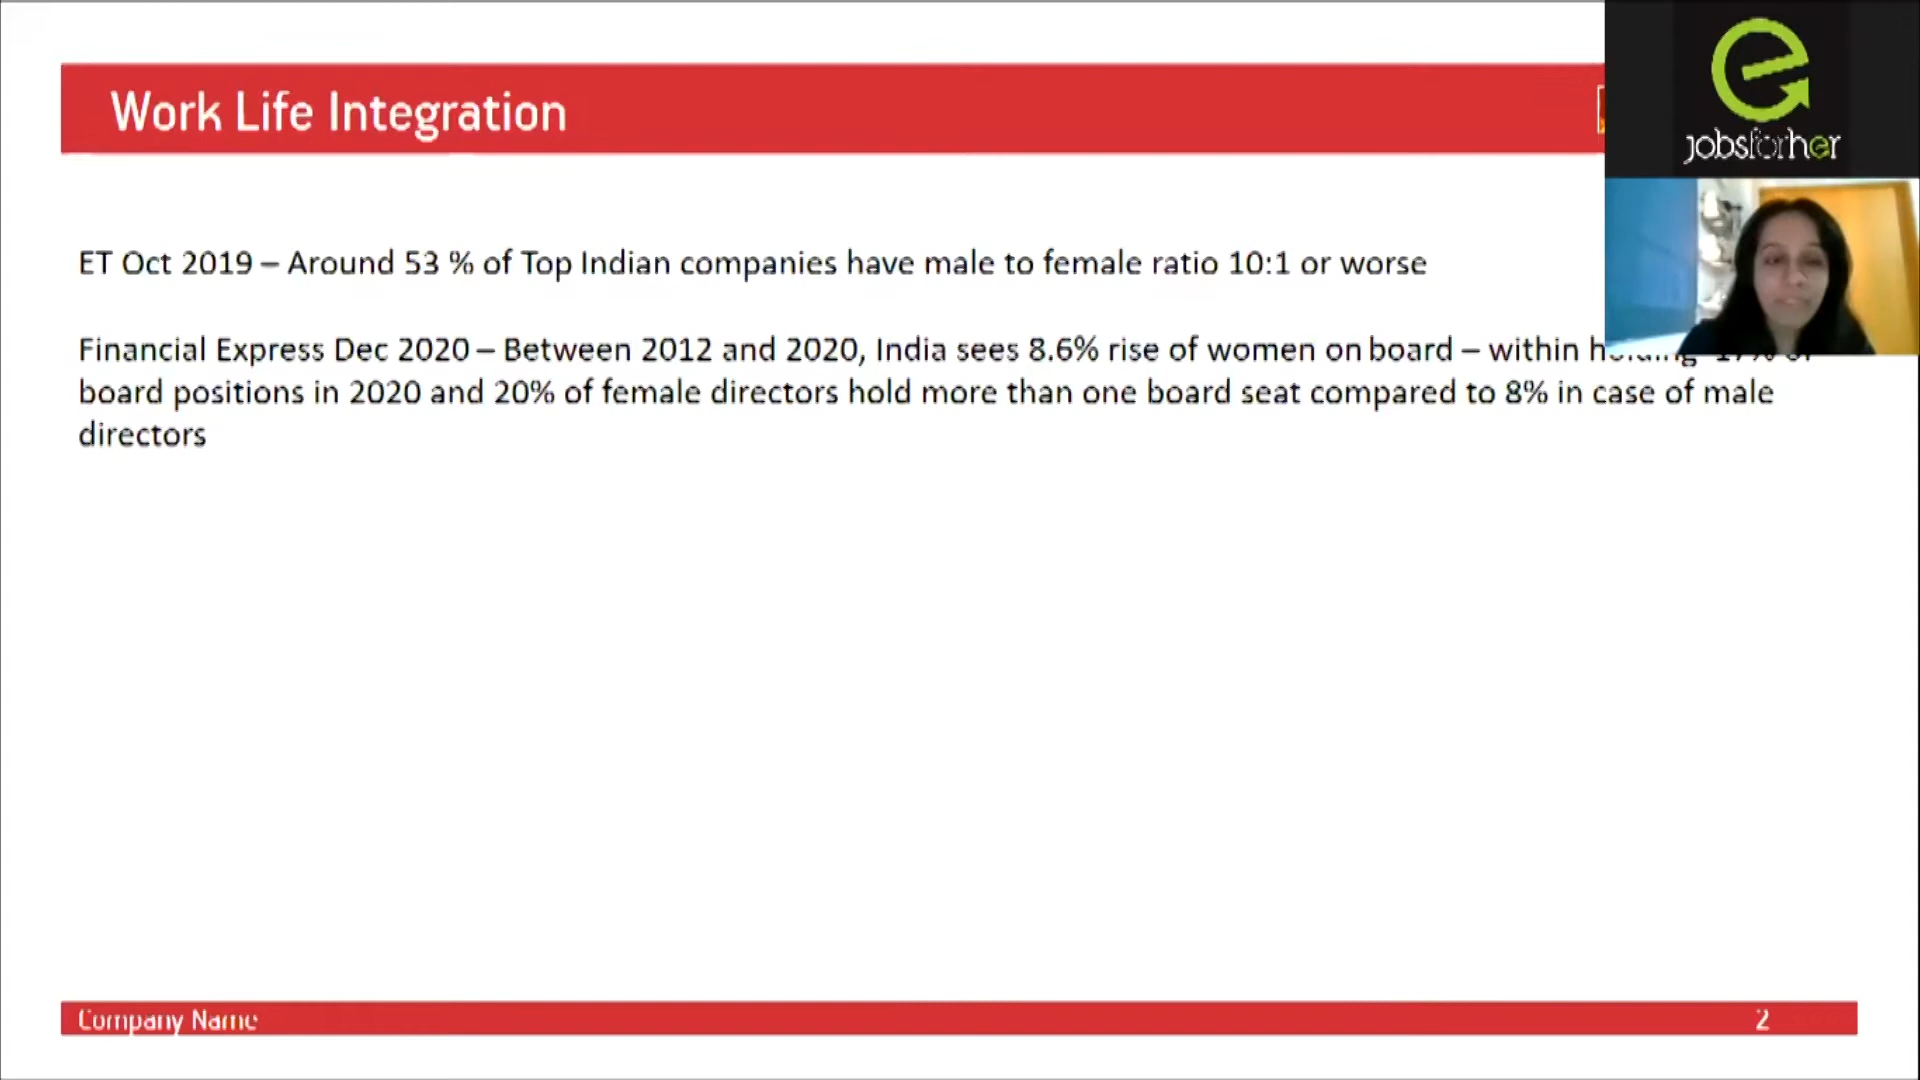 Work Life Integration
jobsforher
ET Oct 2019 – Around 53 % of Top Indian companies have male to female ratio 10:1 or worse
Financial Express Dec 2020 – Between 2012 and 2020, India sees 8.6% rise of women on board – within
board positions in 2020 and 20% of female directors hold more than one board seat compared to 8% in case of male
directors
Company Name
2